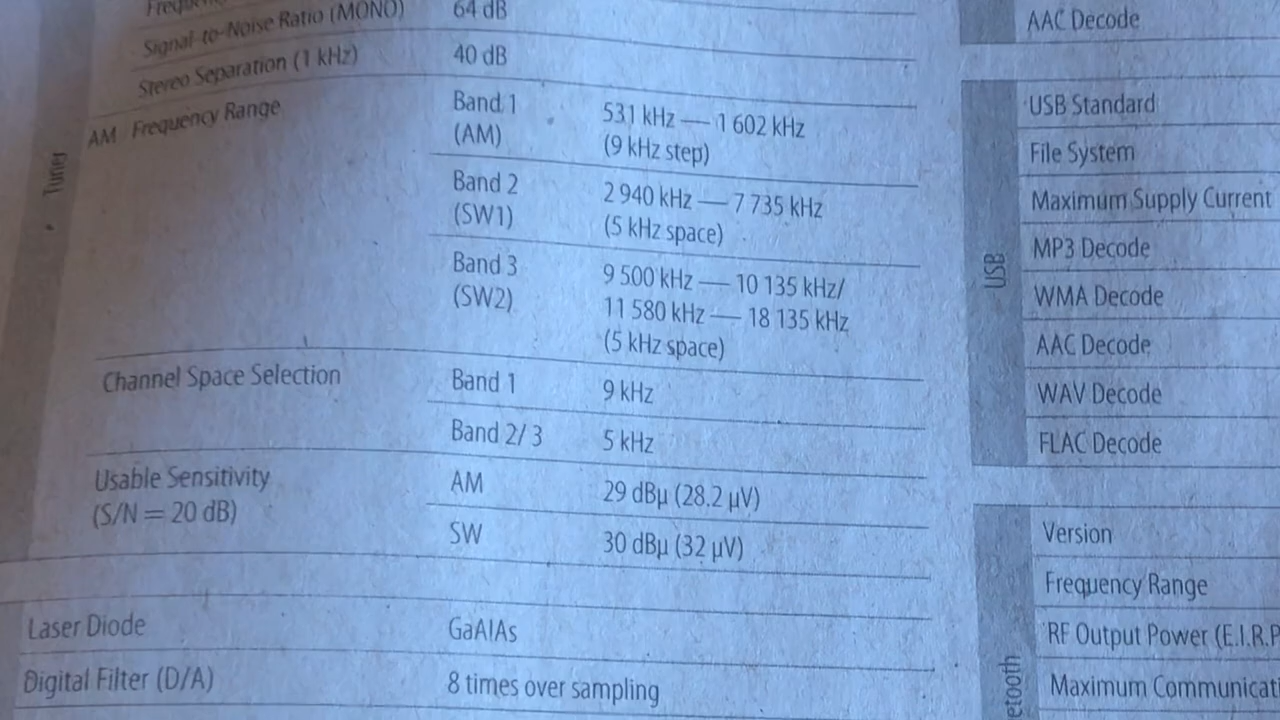 Signal-to-Noise Ratio (MONO) 64 dB
Stereo Separation (1 kHz) 40 dB
Tuner
AM Frequency Range Band 1 531 kHz — 1 602 kHz
(AM) (9 kHz step)
Band 2 2 940 kHz — 7 735 kHz
(SW1) (5 kHz space)
Band 3 9 500 kHz — 10 135 kHz/
(SW2) 11 580 kHz — 18 135 kHz
(5 kHz space)
Channel Space Selection Band 1 9 kHz
Band 2/ 3 5 kHz
Usable Sensitivity AM 29 dBµ (28.2 µV)
(S/N = 20 dB)
SW 30 dBµ (32 µV)
Laser Diode GaAlAs
Digital Filter (D/A) 8 times over sampling
AAC Decode
USB
USB Standard
File System
Maximum Supply Current
MP3 Decode
WMA Decode
AAC Decode
WAV Decode
FLAC Decode
Version
Frequency Range
RF Output Power (E.I.R.P
Maximum